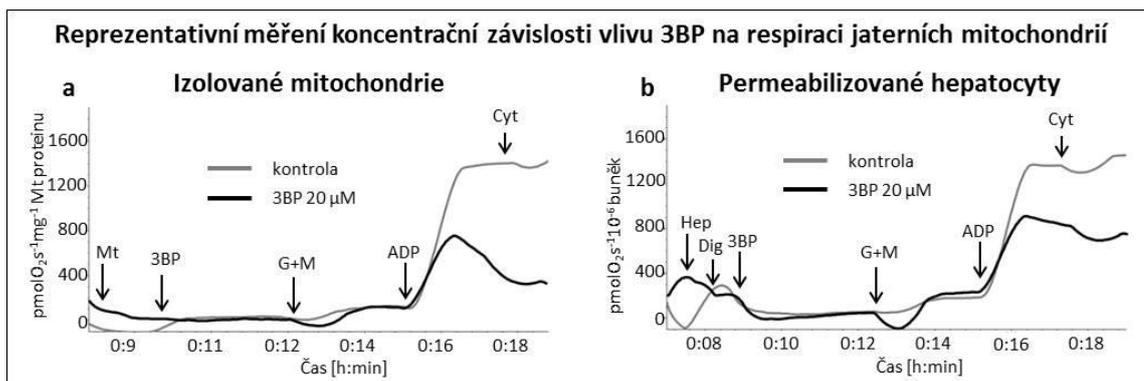 Reprezentativní měření koncentrační závislosti vlivu 3BP na respiraci jaterních mitochondrií
a
Izolované mitochondrie
pmolO₂s⁻¹mg⁻¹ Mt proteinu
1600
1200
800
400
0
kontrola
3BP 20 µM
Mt
3BP
G+M
ADP
Cyt
0:9 0:11 0:12 0:14 0:16 0:18
Čas [h:min]
b
Permeabilizované hepatocyty
pmolO₂s⁻¹10⁻⁶ buněk
1600
1200
800
400
0
kontrola
3BP 20 µM
Hep
Dig
3BP
G+M
ADP
Cyt
0:08 0:10 0:12 0:14 0:16 0:18
Čas [h:min]